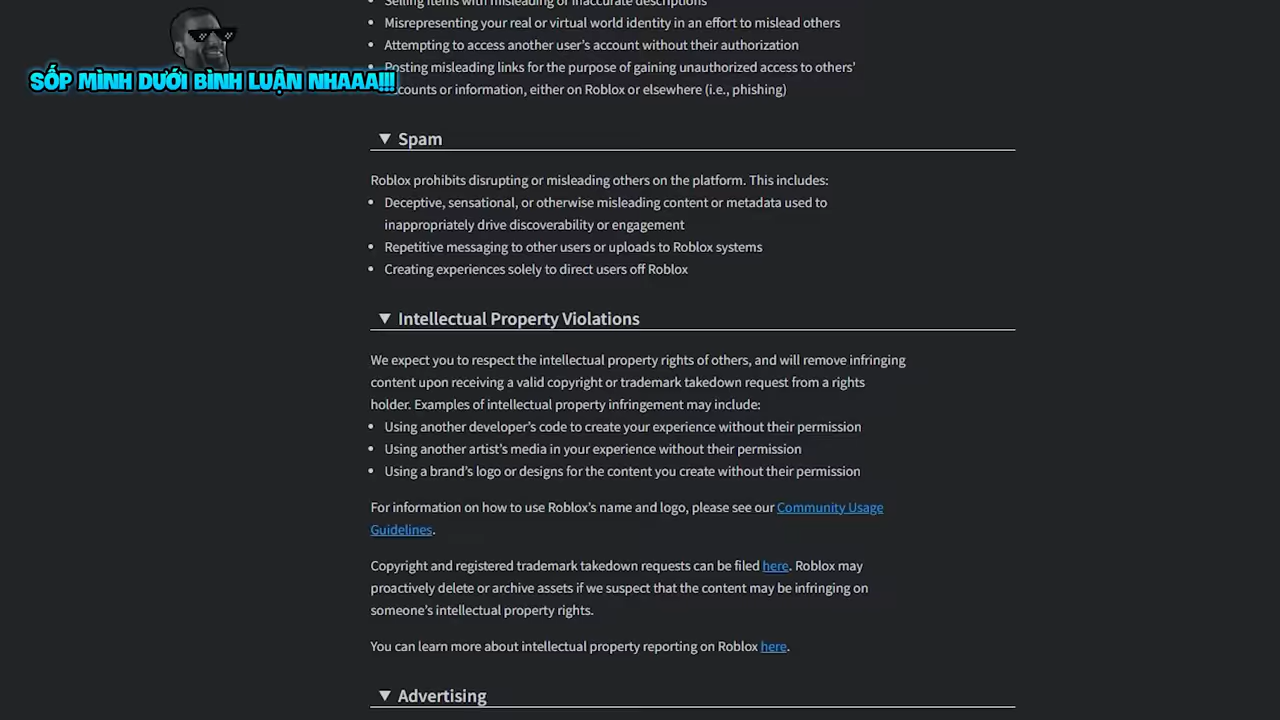 Selling items with misleading or inaccurate descriptions
Misrepresenting your real or virtual world identity in an effort to mislead others
Attempting to access another user's account without their authorization
Posting misleading links for the purpose of gaining unauthorized access to others'
accounts or information, either on Roblox or elsewhere (i.e., phishing)
SỐP MÌNH DƯỚI BÌNH LUẬN NHAAA!!!
Spam
Roblox prohibits disrupting or misleading others on the platform. This includes:
Deceptive, sensational, or otherwise misleading content or metadata used to
inappropriately drive discoverability or engagement
Repetitive messaging to other users or uploads to Roblox systems
Creating experiences solely to direct users off Roblox
Intellectual Property Violations
We expect you to respect the intellectual property rights of others, and will remove infringing
content upon receiving a valid copyright or trademark takedown request from a rights
holder. Examples of intellectual property infringement may include:
Using another developer's code to create your experience without their permission
Using another artist's media in your experience without their permission
Using a brand's logo or designs for the content you create without their permission
For information on how to use Roblox's name and logo, please see our Community Usage
Guidelines.
Copyright and registered trademark takedown requests can be filed here. Roblox may
proactively delete or archive assets if we suspect that the content may be infringing on
someone's intellectual property rights.
You can learn more about intellectual property reporting on Roblox here.
Advertising